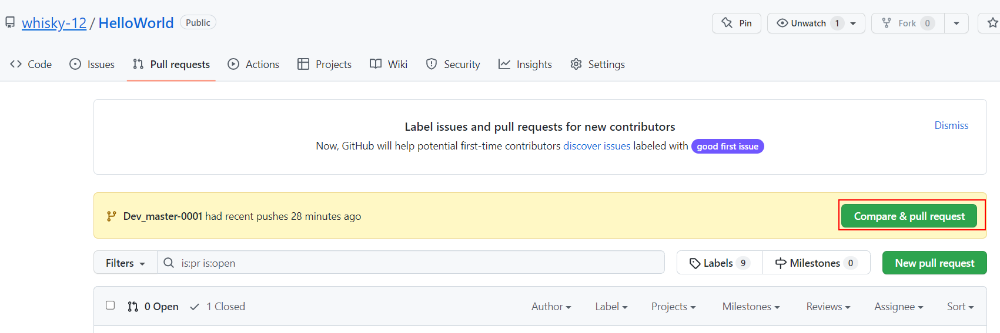 whisky-12 / HelloWorld Public Pin Unwatch 1 Fork 0
Code Issues Pull requests Actions Projects Wiki Security Insights Settings
Label issues and pull requests for new contributors Dismiss
Now, GitHub will help potential first-time contributors discover issues labeled with good first issue
Dev_master-0001 had recent pushes 28 minutes ago Compare & pull request
Filters is:pr is:open Labels 9 Milestones 0 New pull request
0 Open 1 Closed Author Label Projects Milestones Reviews Assignee Sort